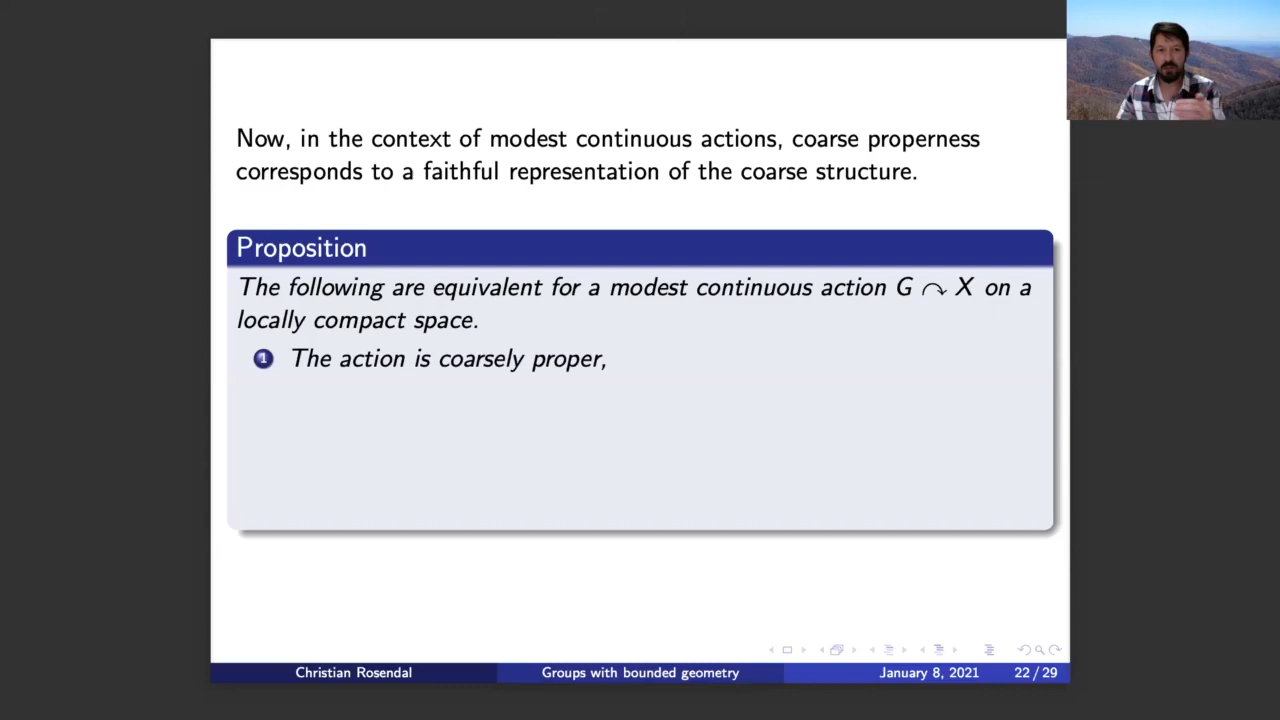 Now, in the context of modest continuous actions, coarse properness
corresponds to a faithful representation of the coarse structure.
Proposition
The following are equivalent for a modest continuous action G ↷ X on a
locally compact space.
1 The action is coarsely proper,
Christian Rosendal Groups with bounded geometry January 8, 2021 22 / 29